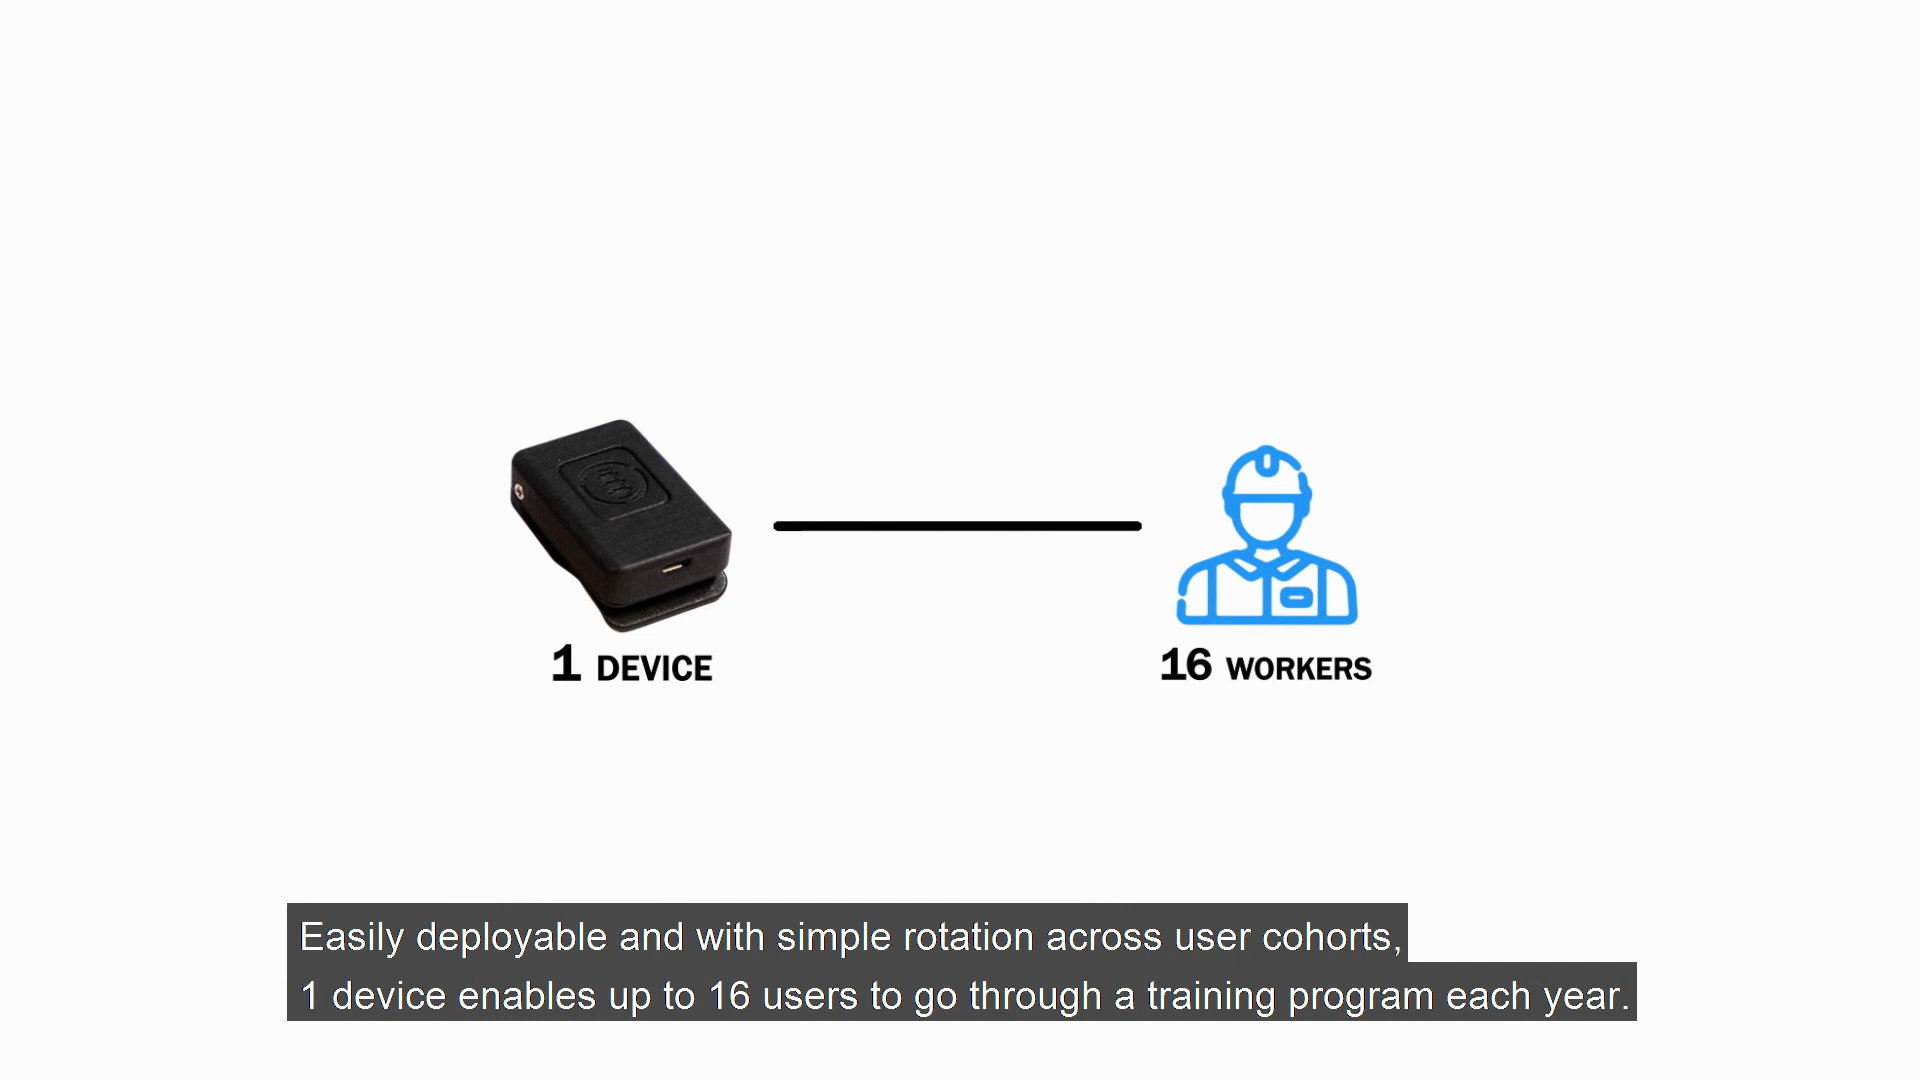 1 DEVICE
16 WORKERS
Easily deployable and with simple rotation across user cohorts,
1 device enables up to 16 users to go through a training program each year.